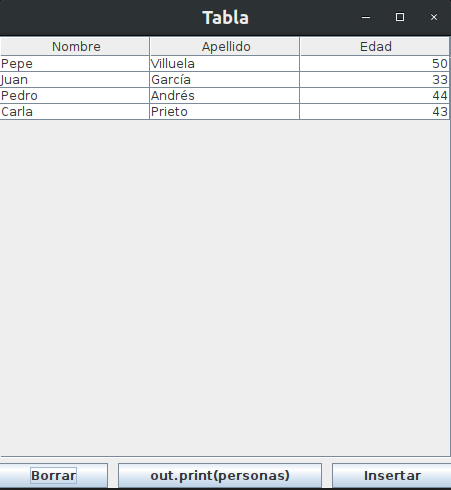 Tabla
Nombre Apellido Edad
Pepe Villuela 50
Juan García 33
Pedro Andrés 44
Carla Prieto 43
Borrar out.print(personas) Insertar